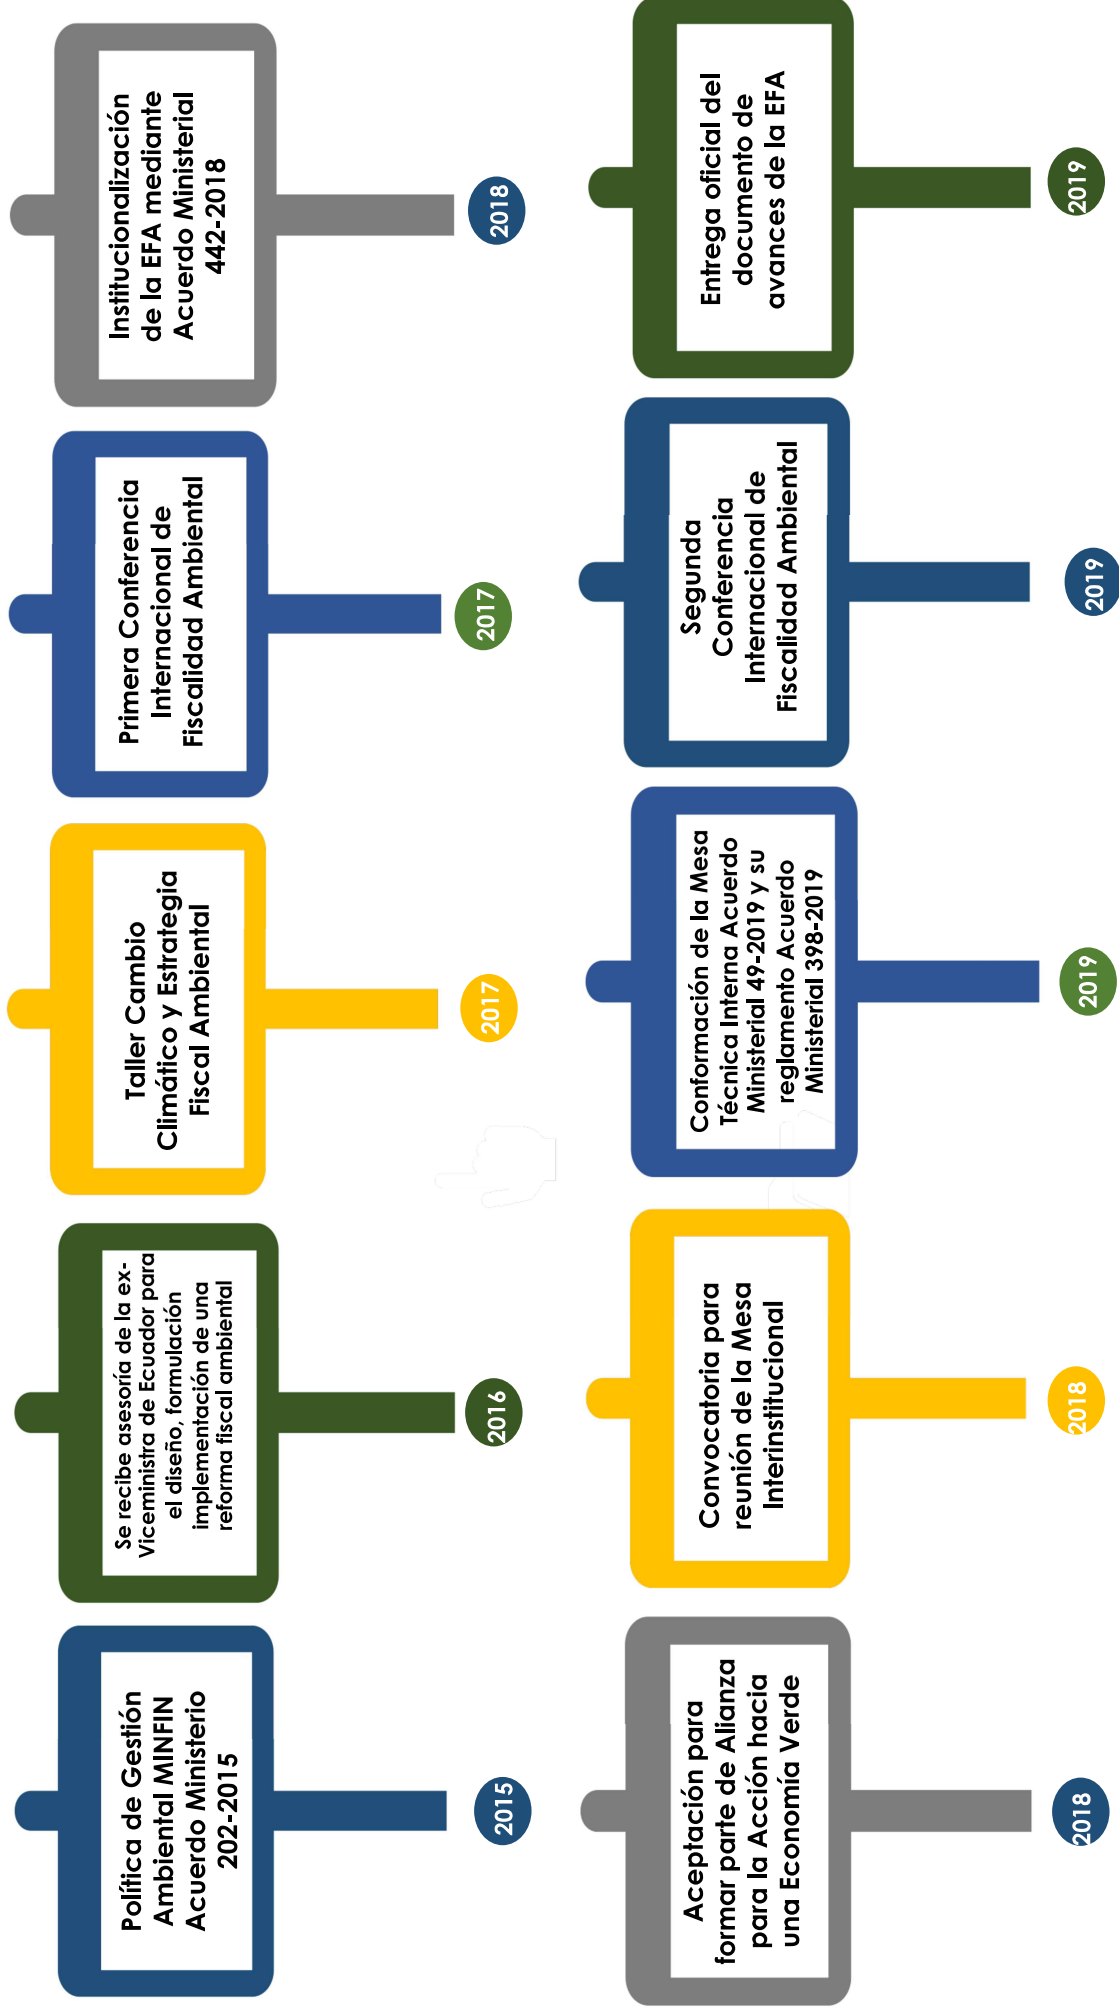 Política de Gestión
Ambiental MINFIN
Acuerdo Ministerio
202-2015
2015
Se recibe asesoría de la ex-
Viceministra de Ecuador para
el diseño, formulación
implementación de una
reforma fiscal ambiental
2016
Taller Cambio
Climático y Estrategia
Fiscal Ambiental
2017
Primera Conferencia
Internacional de
Fiscalidad Ambiental
2017
Institucionalización
de la EFA mediante
Acuerdo Ministerial
442-2018
2018
Aceptación para
formar parte de Alianza
para la Acción hacia
una Economía Verde
2018
Convocatoria para
reunión de la Mesa
Interinstitucional
2018
Conformación de la Mesa
Técnica Interna Acuerdo
Ministerial 49-2019 y su
reglamento Acuerdo
Ministerial 398-2019
2019
Segunda
Conferencia
Internacional de
Fiscalidad Ambiental
2019
Entrega oficial del
documento de
avances de la EFA
2019